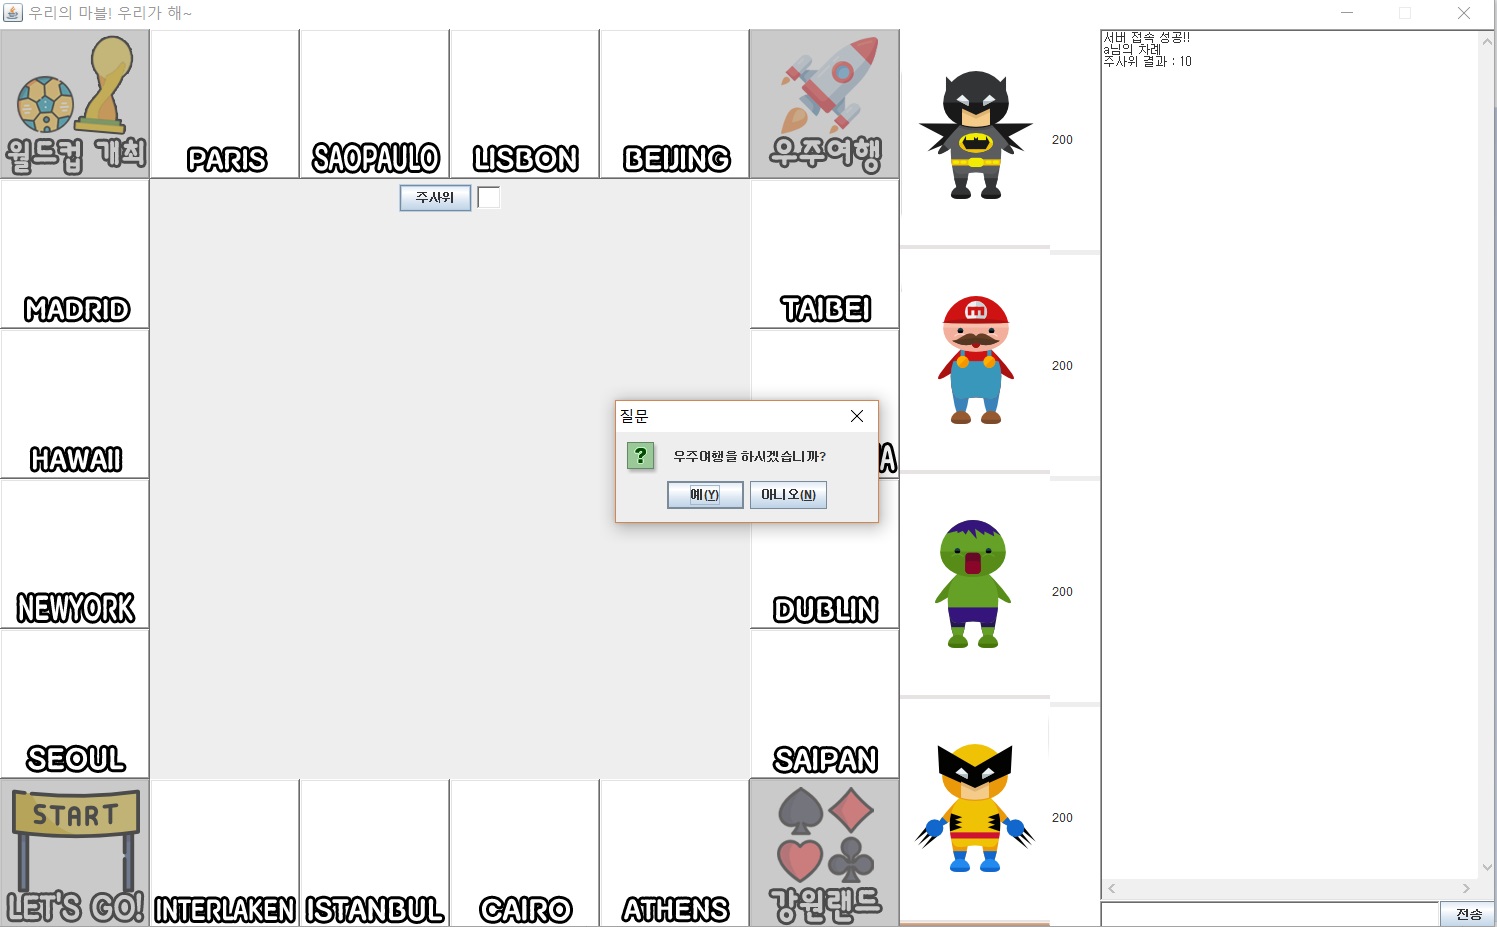 우리의 마블! 우리가 해~
월드컵 개최
PARIS
SAOPAULO
LISBON
BEIJING
우주여행
주사위
MADRID
TAIBEI
HAWAII
A
NEWYORK
DUBLIN
SEOUL
SAIPAN
START
LET'S GO!
INTERLAKEN
ISTANBUL
CAIRO
ATHENS
강원랜드
질문
?
우주여행을 하시겠습니까?
예(Y)
아니오(N)
200
200
200
200
서버 접속 성공!!
a님의 차례
주사위 결과 : 10
전송